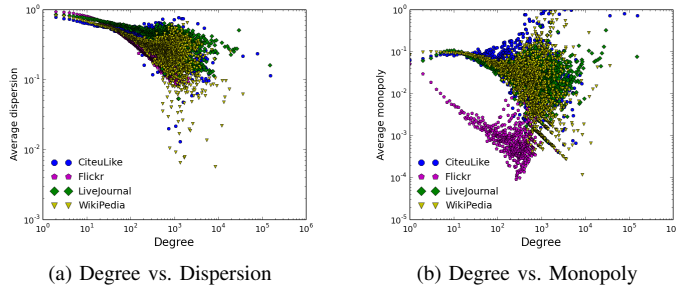 10^0
10^-1
10^-2
10^-3
10^0 10^1 10^2 10^3 10^4 10^5 10^6
Average dispersion
Degree
CiteuLike
Flickr
LiveJournal
WikiPedia
(a) Degree vs. Dispersion
10^0
10^-1
10^-2
10^-3
10^-4
10^-5
10^0 10^1 10^2 10^3 10^4 10^5 10^6
Average monopoly
Degree
CiteuLike
Flickr
LiveJournal
WikiPedia
(b) Degree vs. Monopoly